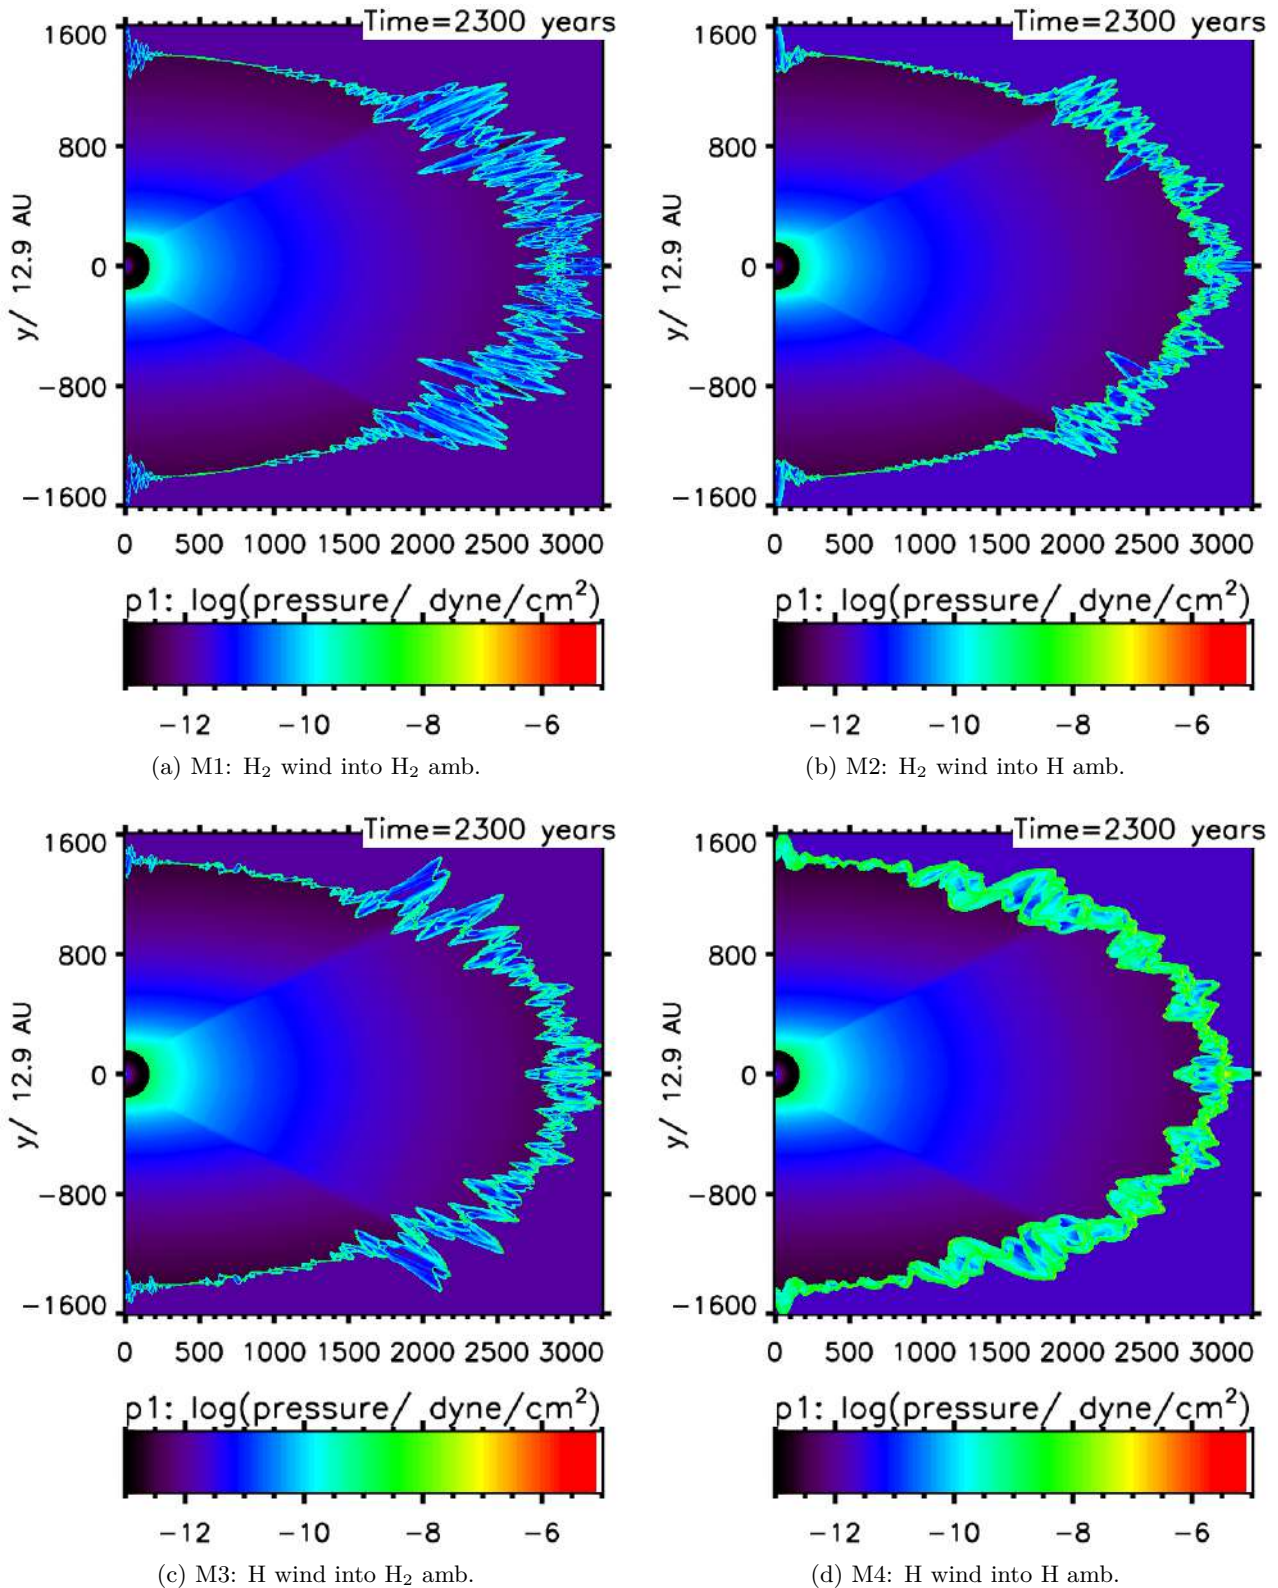 Time=2300 years
Time=2300 years
1600
800
0
−800
−1600
y/ 12.9 AU
0 500 1000 1500 2000 2500 3000
p1: log(pressure/ dyne/cm²)
−12 −10 −8 −6
(a) M1: H₂ wind into H₂ amb.
1600
800
0
−800
−1600
y/ 12.9 AU
0 500 1000 1500 2000 2500 3000
p1: log(pressure/ dyne/cm²)
−12 −10 −8 −6
(b) M2: H₂ wind into H amb.
Time=2300 years
Time=2300 years
1600
800
0
−800
−1600
y/ 12.9 AU
0 500 1000 1500 2000 2500 3000
p1: log(pressure/ dyne/cm²)
−12 −10 −8 −6
(c) M3: H wind into H₂ amb.
1600
800
0
−800
−1600
y/ 12.9 AU
0 500 1000 1500 2000 2500 3000
p1: log(pressure/ dyne/cm²)
−12 −10 −8 −6
(d) M4: H wind into H amb.